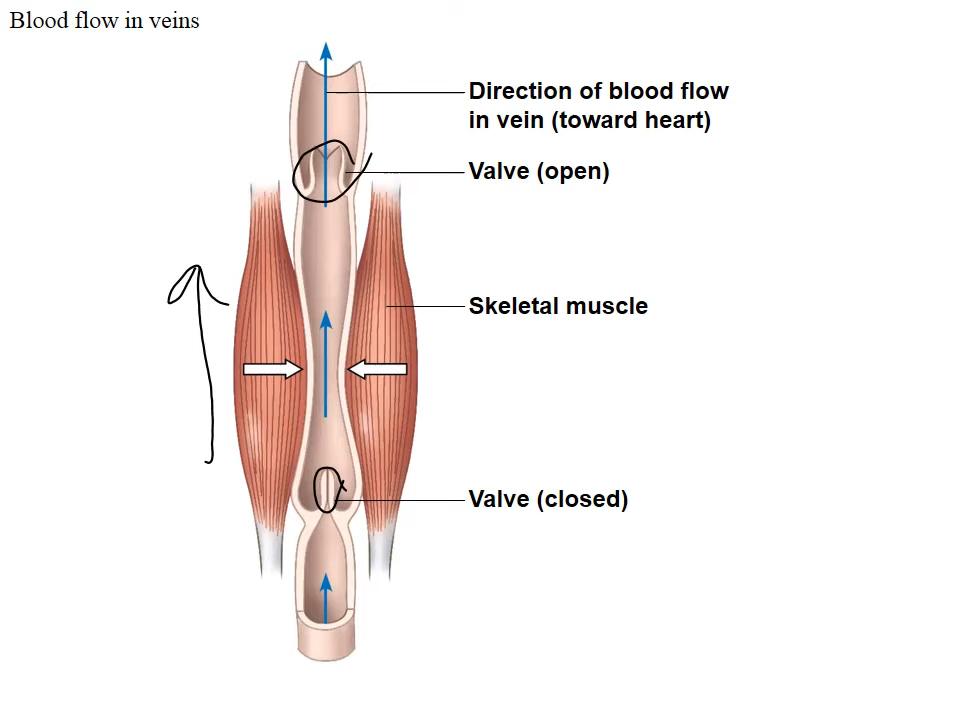 Blood flow in veins
Direction of blood flow
in vein (toward heart)
Valve (open)
Skeletal muscle
Valve (closed)